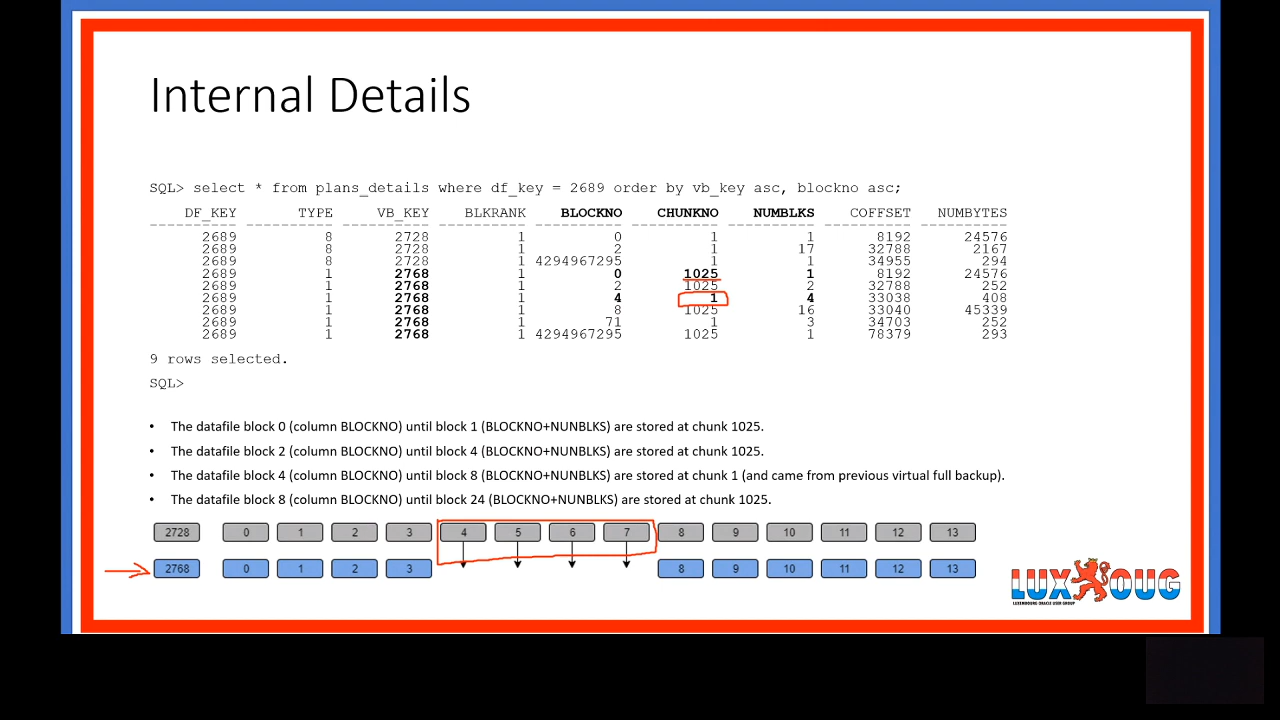 Internal Details
SQL> select * from plans_details where df_key = 2689 order by vb_key asc, blockno asc;
DF_KEY TYPE VB_KEY BLKRANK BLOCKNO CHUNKNO NUMBLKS COFFSET NUMBYTES
---------- ---------- ---------- ---------- ---------- ---------- ---------- ---------- ----------
2689 8 2728 1 0 1 1 8192 24576
2689 8 2728 1 2 1 17 32788 2167
2689 8 2728 1 4294967295 1 1 34955 294
2689 1 2768 1 0 1025 1 8192 24576
2689 1 2768 1 2 1025 2 32788 252
2689 1 2768 1 4 1 4 33038 408
2689 1 2768 1 8 1025 16 33040 45339
2689 1 2768 1 71 1 3 34703 252
2689 1 2768 1 4294967295 1025 1 78379 293
9 rows selected.
SQL>
• The datafile block 0 (column BLOCKNO) until block 1 (BLOCKNO+NUNBLKS) are stored at chunk 1025.
• The datafile block 2 (column BLOCKNO) until block 4 (BLOCKNO+NUNBLKS) are stored at chunk 1025.
• The datafile block 4 (column BLOCKNO) until block 8 (BLOCKNO+NUNBLKS) are stored at chunk 1 (and came from previous virtual full backup).
• The datafile block 8 (column BLOCKNO) until block 24 (BLOCKNO+NUNBLKS) are stored at chunk 1025.
2728 0 1 2 3 4 5 6 7 8 9 10 11 12 13
2768 0 1 2 3 8 9 10 11 12 13
LUX OUG
LUXEMBOURG ORACLE USER GROUP